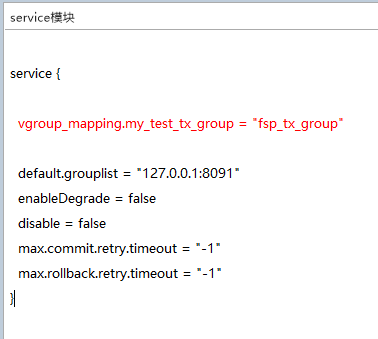 service模块
service {
vgroup_mapping.my_test_tx_group = "fsp_tx_group"
default.grouplist = "127.0.0.1:8091"
enableDegrade = false
disable = false
max.commit.retry.timeout = "-1"
max.rollback.retry.timeout = "-1"
}